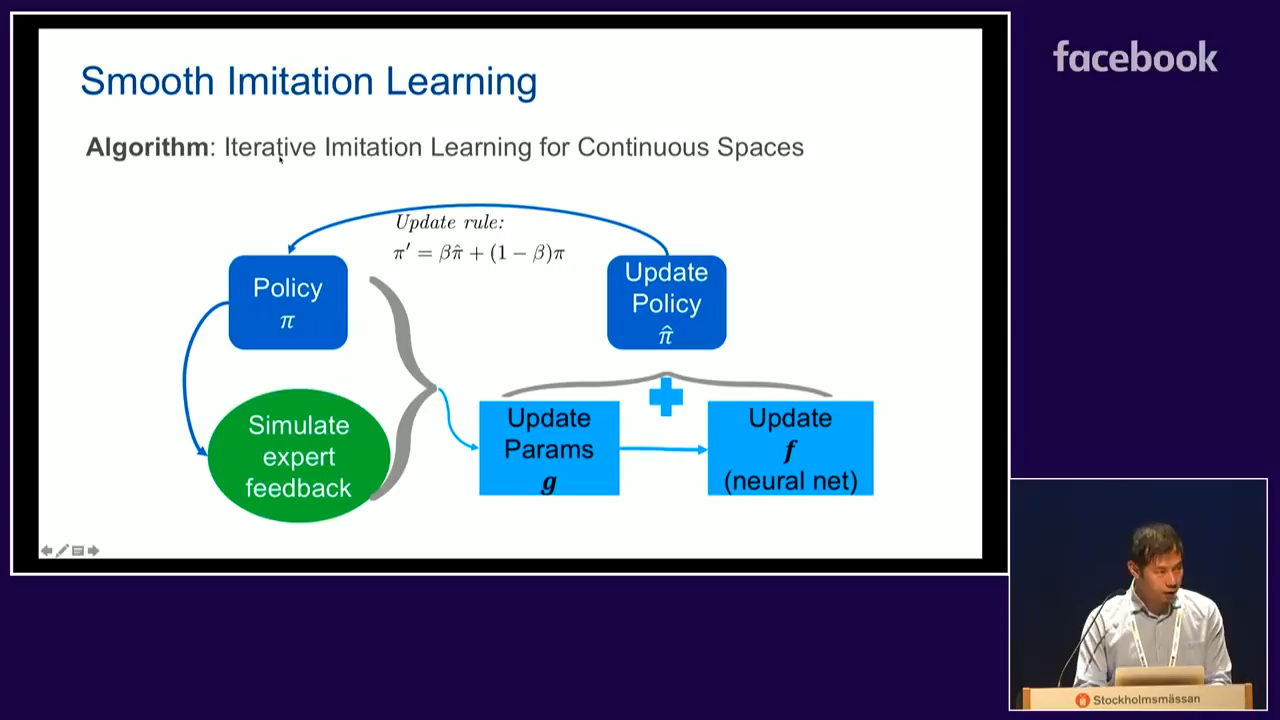 Smooth Imitation Learning
facebook
Algorithm: Iterative Imitation Learning for Continuous Spaces
Update rule:
π′ = βπ̂ + (1 − β)π
Policy
π
Update
Policy
π̂
Simulate
expert
feedback
Update
Params
g
Update
f
(neural net)
Stockholmsmässan